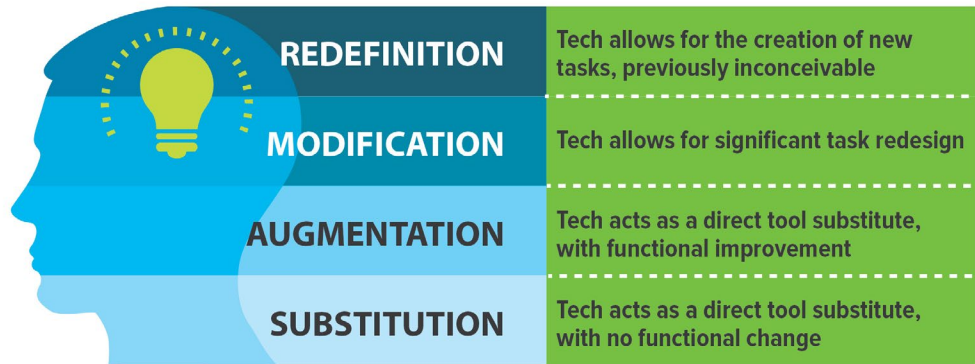 REDEFINITION
Tech allows for the creation of new
tasks, previously inconceivable
MODIFICATION
Tech allows for significant task redesign
AUGMENTATION
Tech acts as a direct tool substitute,
with functional improvement
SUBSTITUTION
Tech acts as a direct tool substitute,
with no functional change